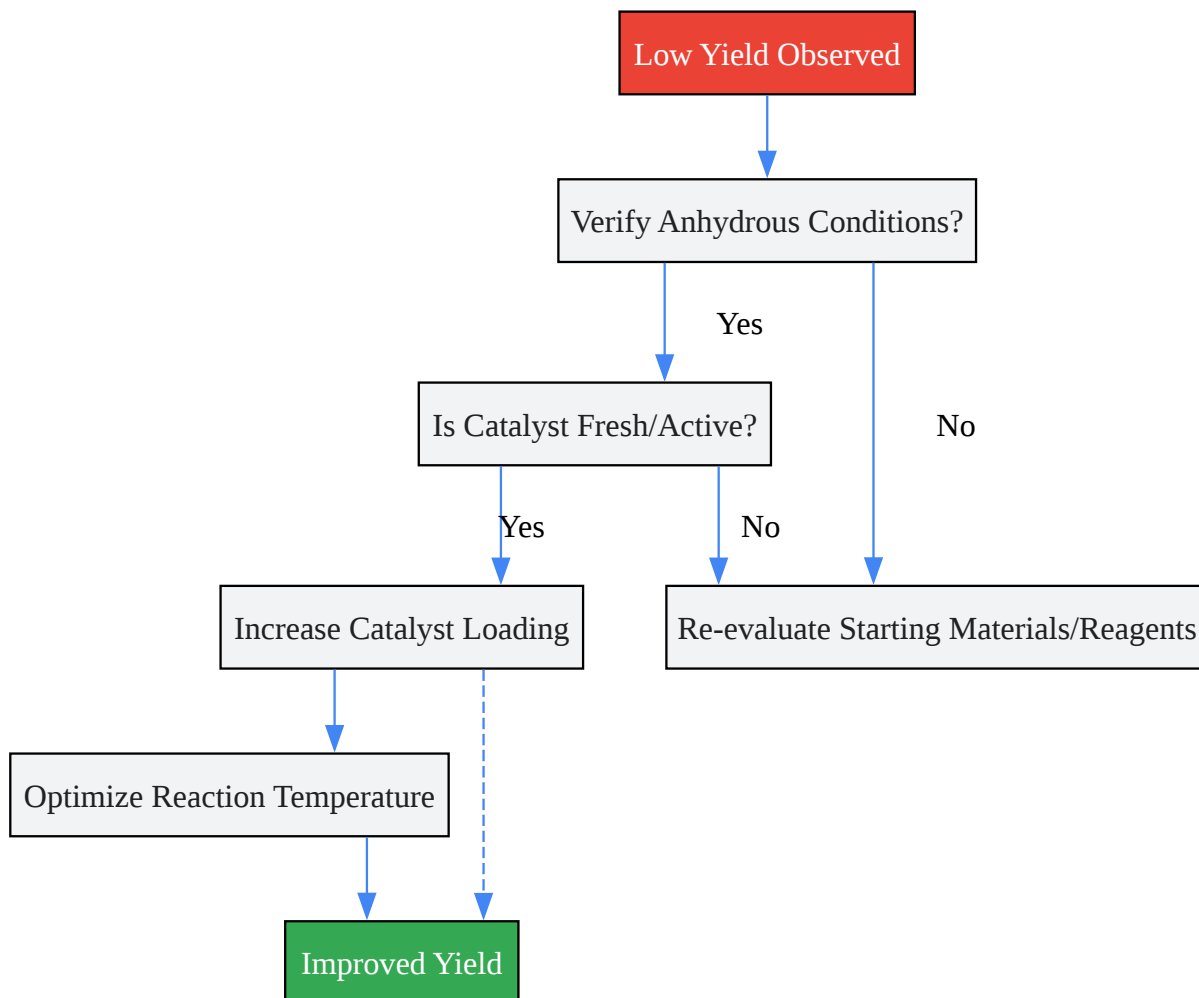 Low Yield Observed
Verify Anhydrous Conditions?
Yes
Is Catalyst Fresh/Active?
No
Yes
No
Increase Catalyst Loading
Re-evaluate Starting Materials/Reagents
Optimize Reaction Temperature
Improved Yield